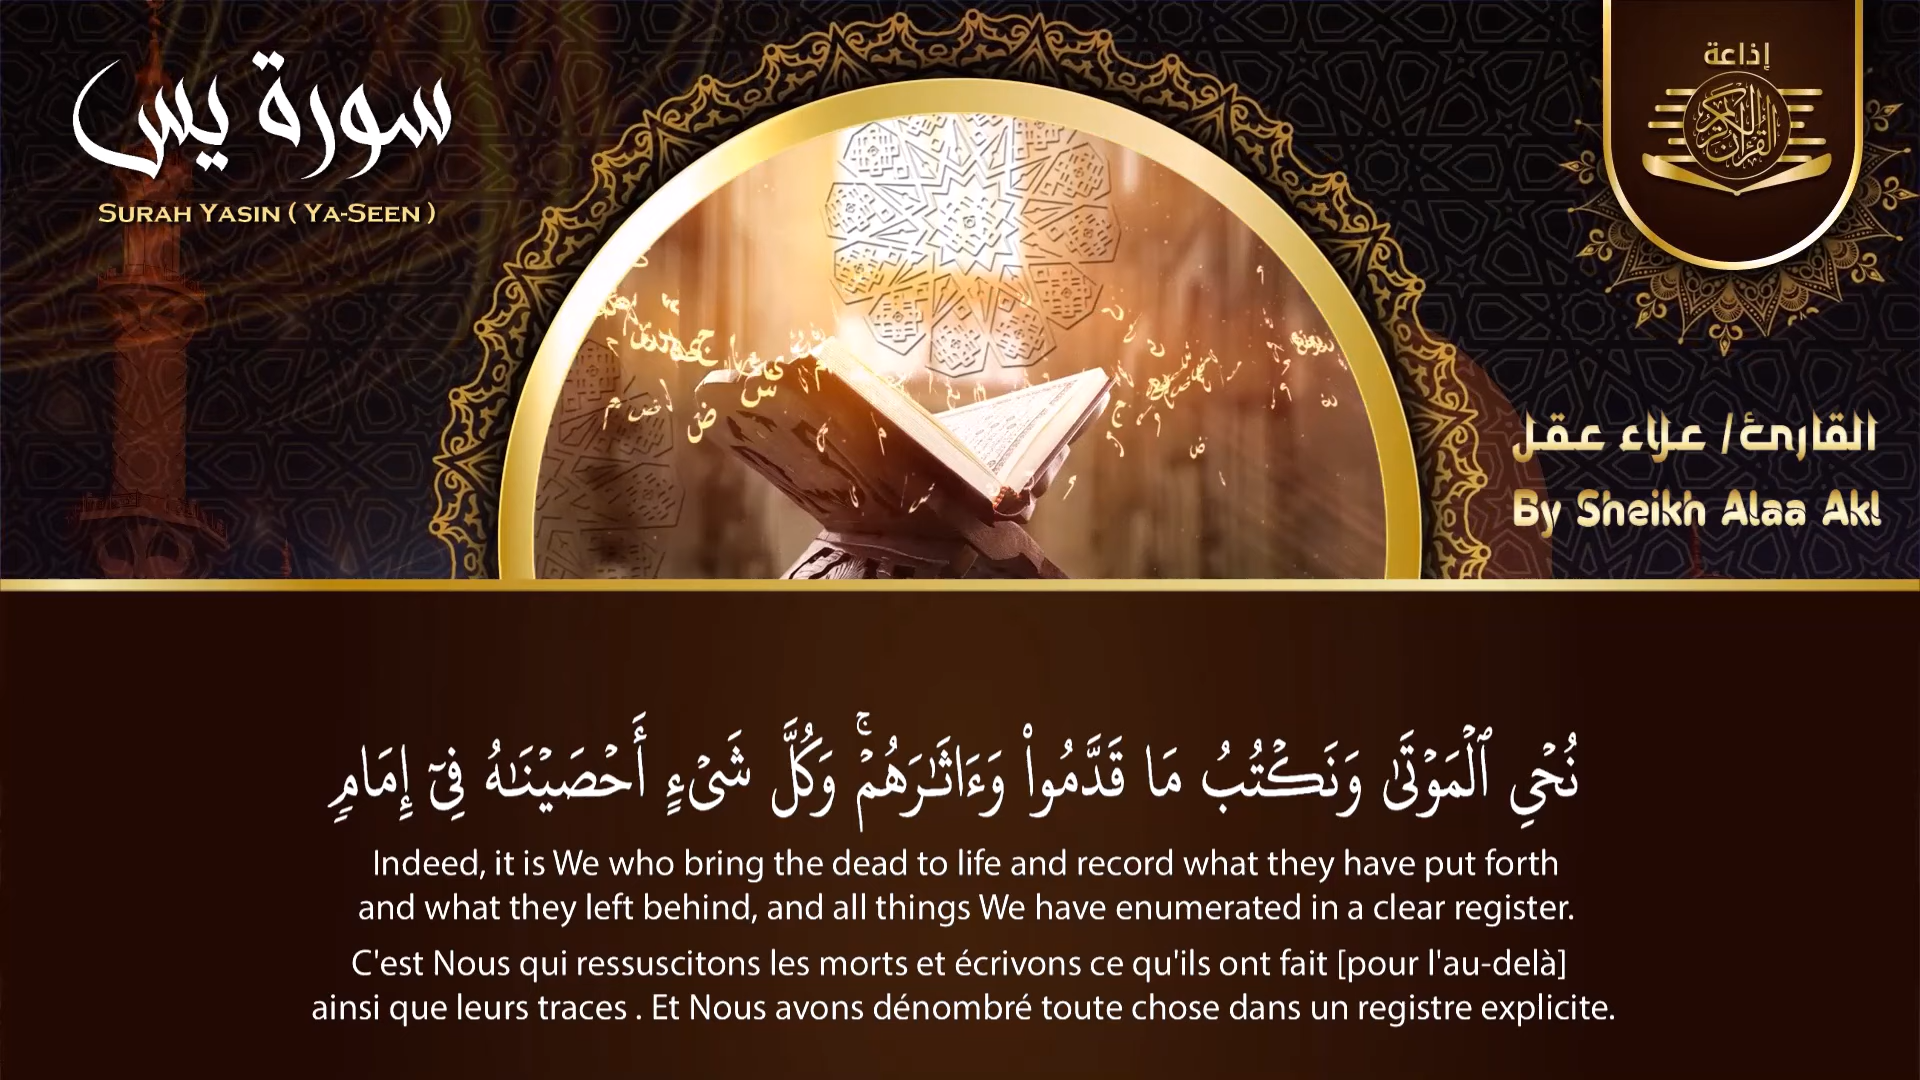 سورة يس
SURAH YASIN ( YA-SEEN )
إذاعة
القرآن الكريم
القارئ / علاء عقل
By Sheikh Alaa Akl
نُحْيِ ٱلْمَوْتَىٰ وَنَكْتُبُ مَا قَدَّمُوا۟ وَءَاثَـٰرَهُمْ ۚ وَكُلَّ شَىْءٍ أَحْصَيْنَـٰهُ فِىٓ إِمَامٍ
Indeed, it is We who bring the dead to life and record what they have put forth
and what they left behind, and all things We have enumerated in a clear register.
C'est Nous qui ressuscitons les morts et écrivons ce qu'ils ont fait [pour l'au-delà]
ainsi que leurs traces . Et Nous avons dénombré toute chose dans un registre explicite.